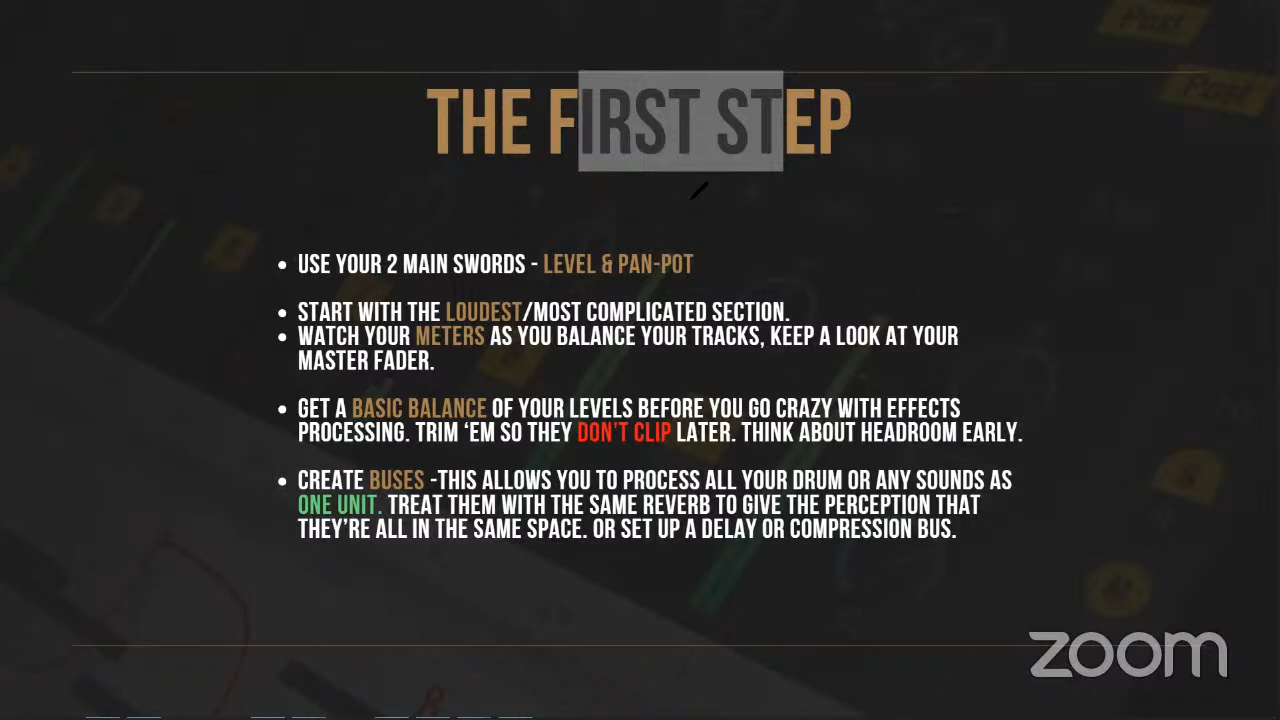 Post
Post
THE FIRST STEP
• USE YOUR 2 MAIN SWORDS - LEVEL & PAN-POT
• START WITH THE LOUDEST/MOST COMPLICATED SECTION.
• WATCH YOUR METERS AS YOU BALANCE YOUR TRACKS, KEEP A LOOK AT YOUR
MASTER FADER.
• GET A BASIC BALANCE OF YOUR LEVELS BEFORE YOU GO CRAZY WITH EFFECTS
PROCESSING. TRIM ‘EM SO THEY DON’T CLIP LATER. THINK ABOUT HEADROOM EARLY.
• CREATE BUSES -THIS ALLOWS YOU TO PROCESS ALL YOUR DRUM OR ANY SOUNDS AS
ONE UNIT. TREAT THEM WITH THE SAME REVERB TO GIVE THE PERCEPTION THAT
THEY’RE ALL IN THE SAME SPACE. OR SET UP A DELAY OR COMPRESSION BUS.
zoom